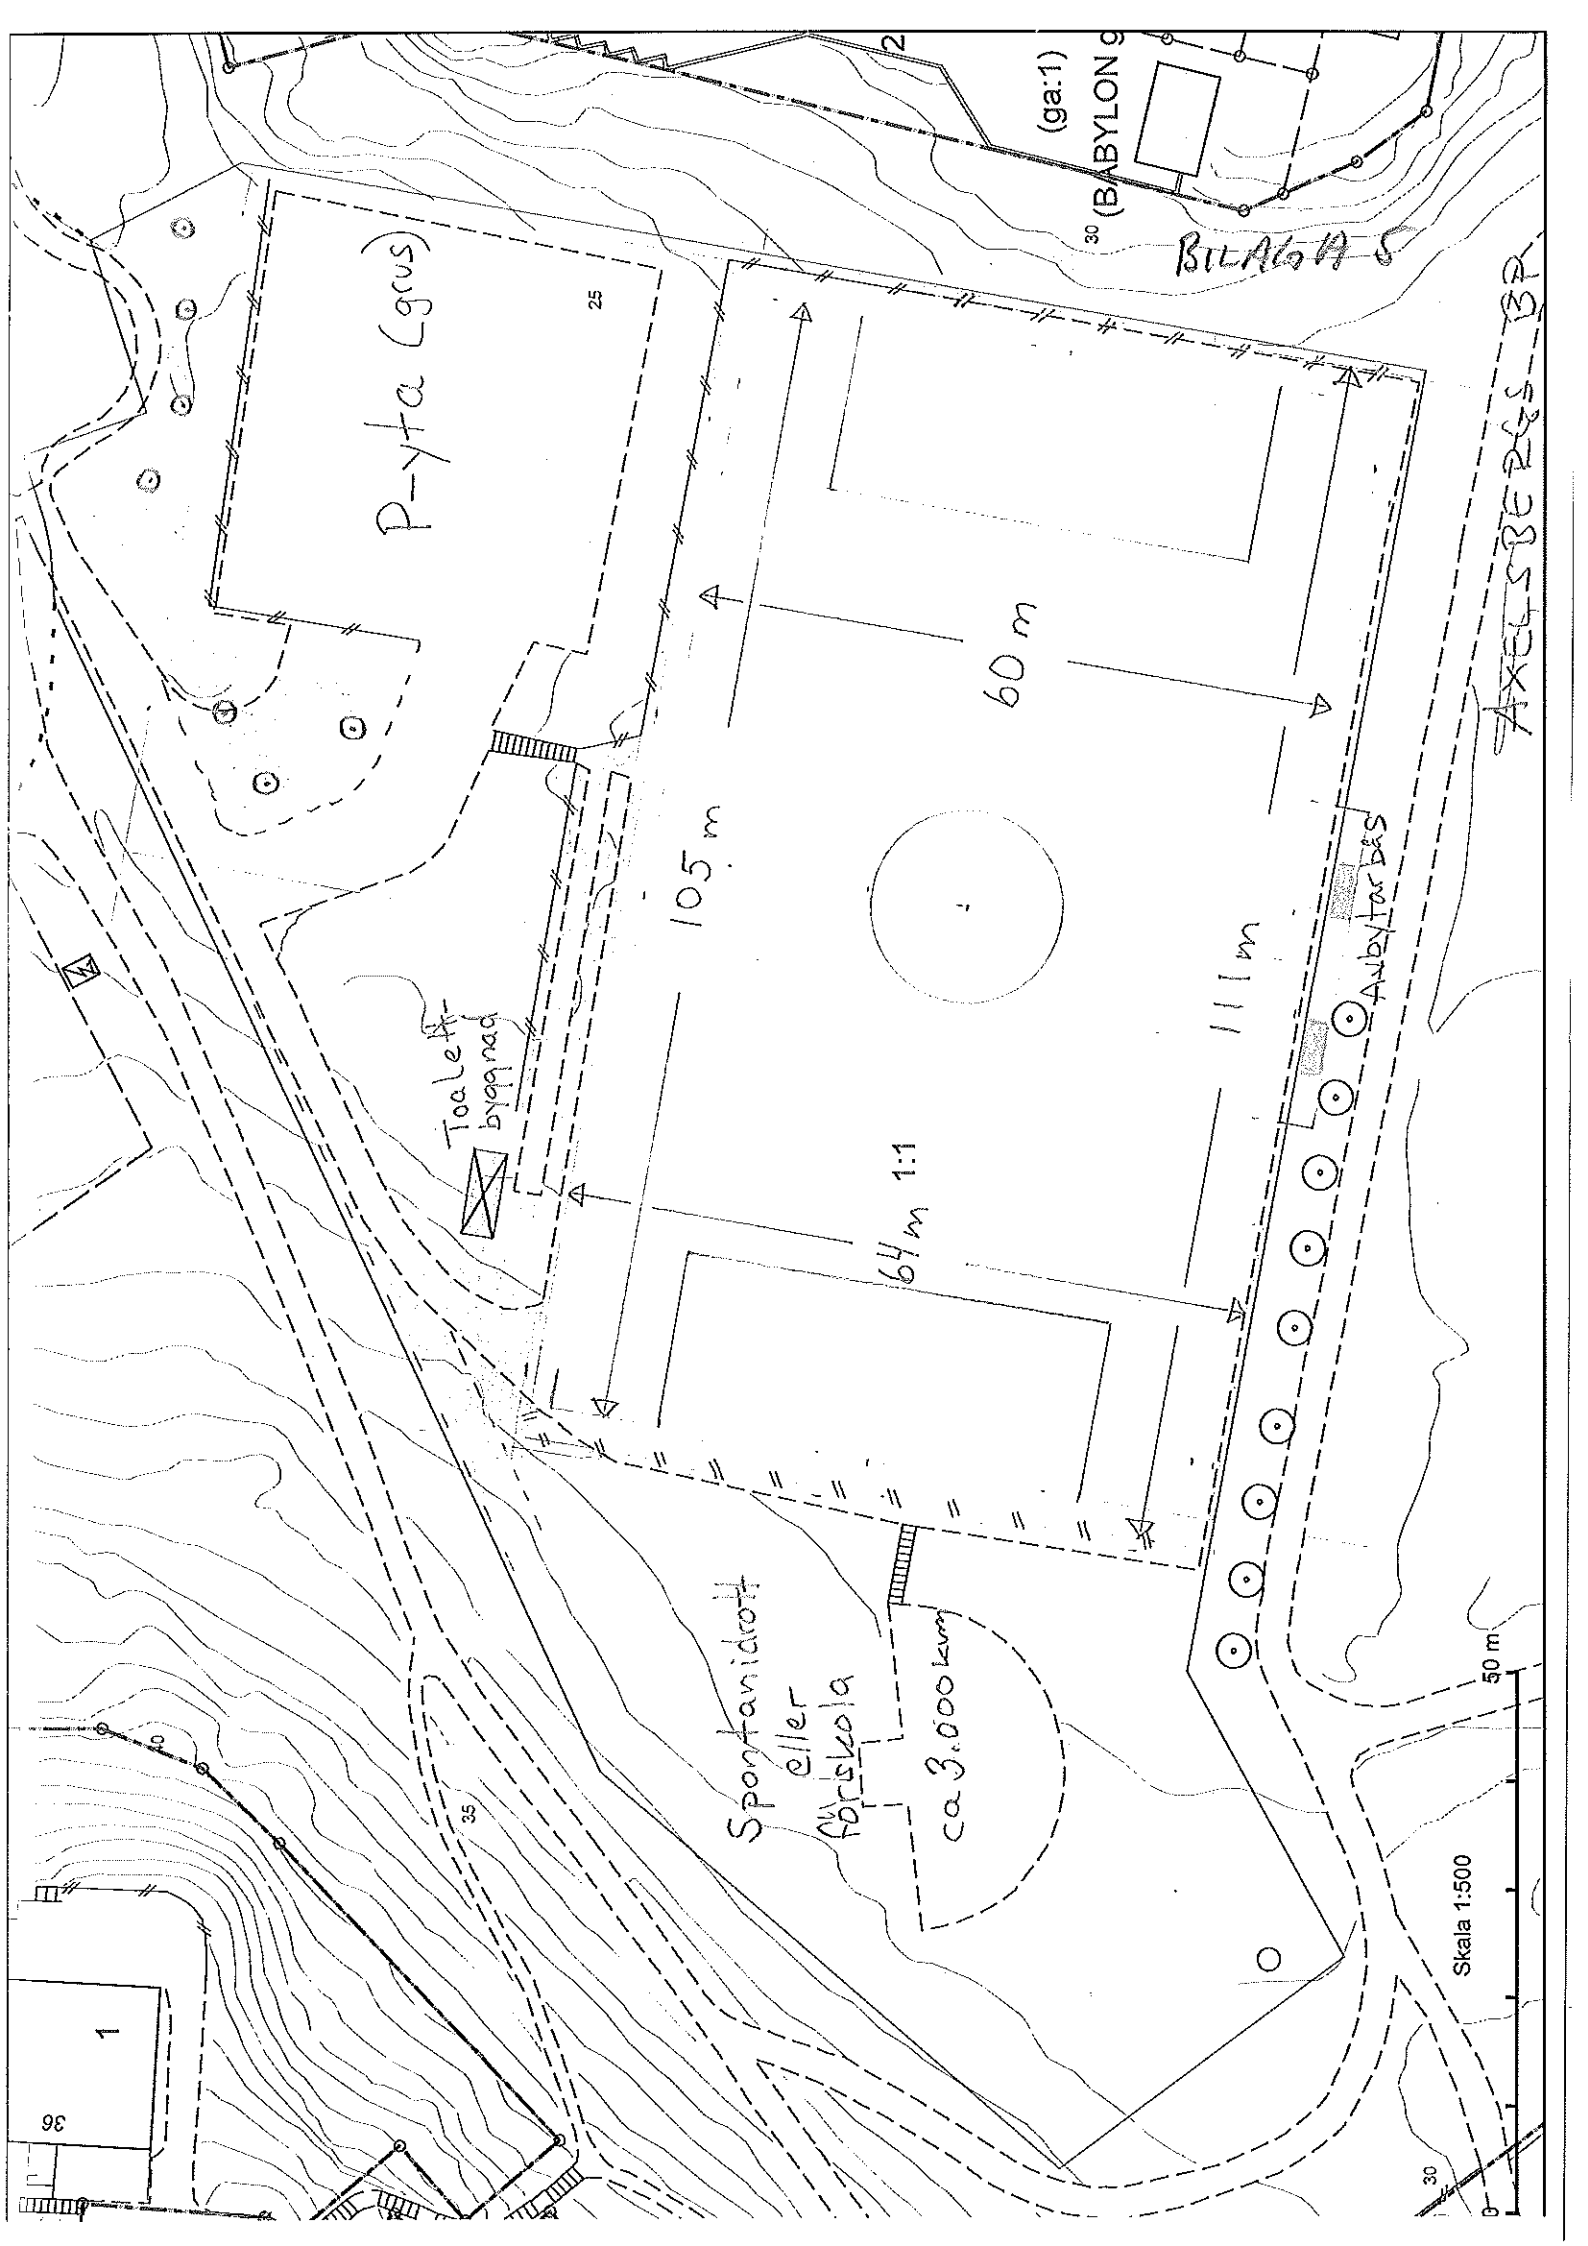 2
(ga:1)
(BABYLON 9
30
BILAGA 5
AXELSBERGS BP
P-yta (grus)
25
60 m
105 m
111 m
Avbytarbås
Toalett-
byggnad
64 m
1:1
Spontanidrott
eller
förskola
ca 3.000 kvm
40
35
1
36
50 m
Skala 1:500
30